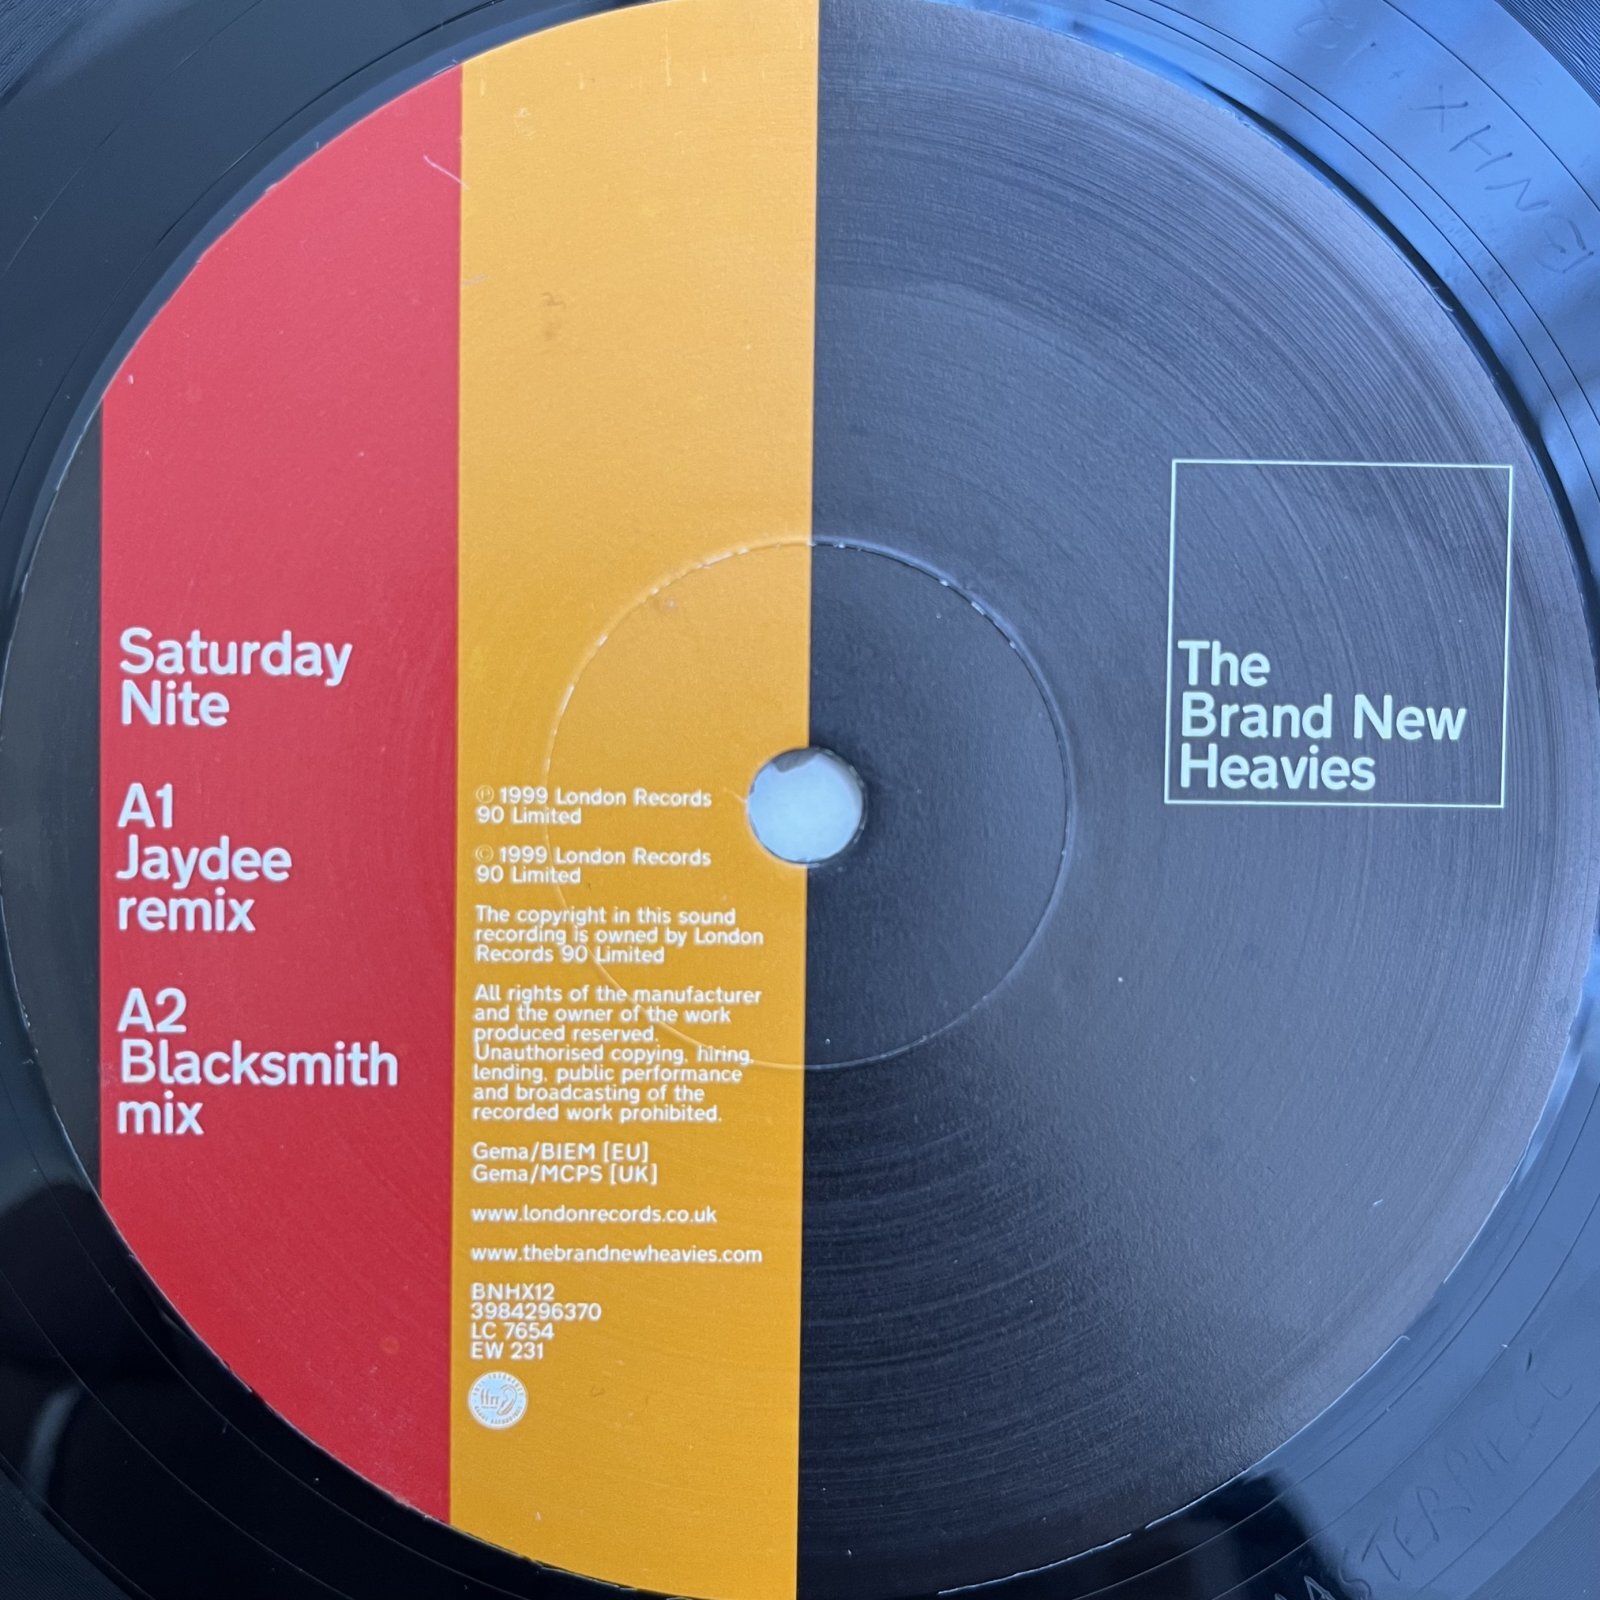 Saturday
Nite
A1
Jaydee
remix
A2
Blacksmith
mix
℗ 1999 London Records
90 Limited
© 1999 London Records
90 Limited
The copyright in this sound
recording is owned by London
Records 90 Limited
All rights of the manufacturer
and the owner of the work
produced reserved.
Unauthorised copying, hiring,
lending, public performance
and broadcasting of the
recorded work prohibited.
Gema/BIEM [EU]
Gema/MCPS [UK]
www.londonrecords.co.uk
www.thebrandnewheavies.com
BNHX12
3984296370
LC 7654
EW 231
ffrr
The
Brand New
Heavies